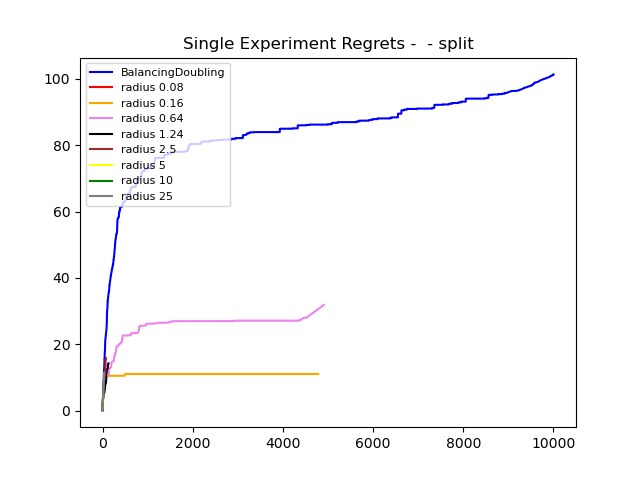 Single Experiment Regrets -  - split
100
80
60
40
20
0
BalancingDoubling
radius 0.08
radius 0.16
radius 0.64
radius 1.24
radius 2.5
radius 5
radius 10
radius 25
0 2000 4000 6000 8000 10000